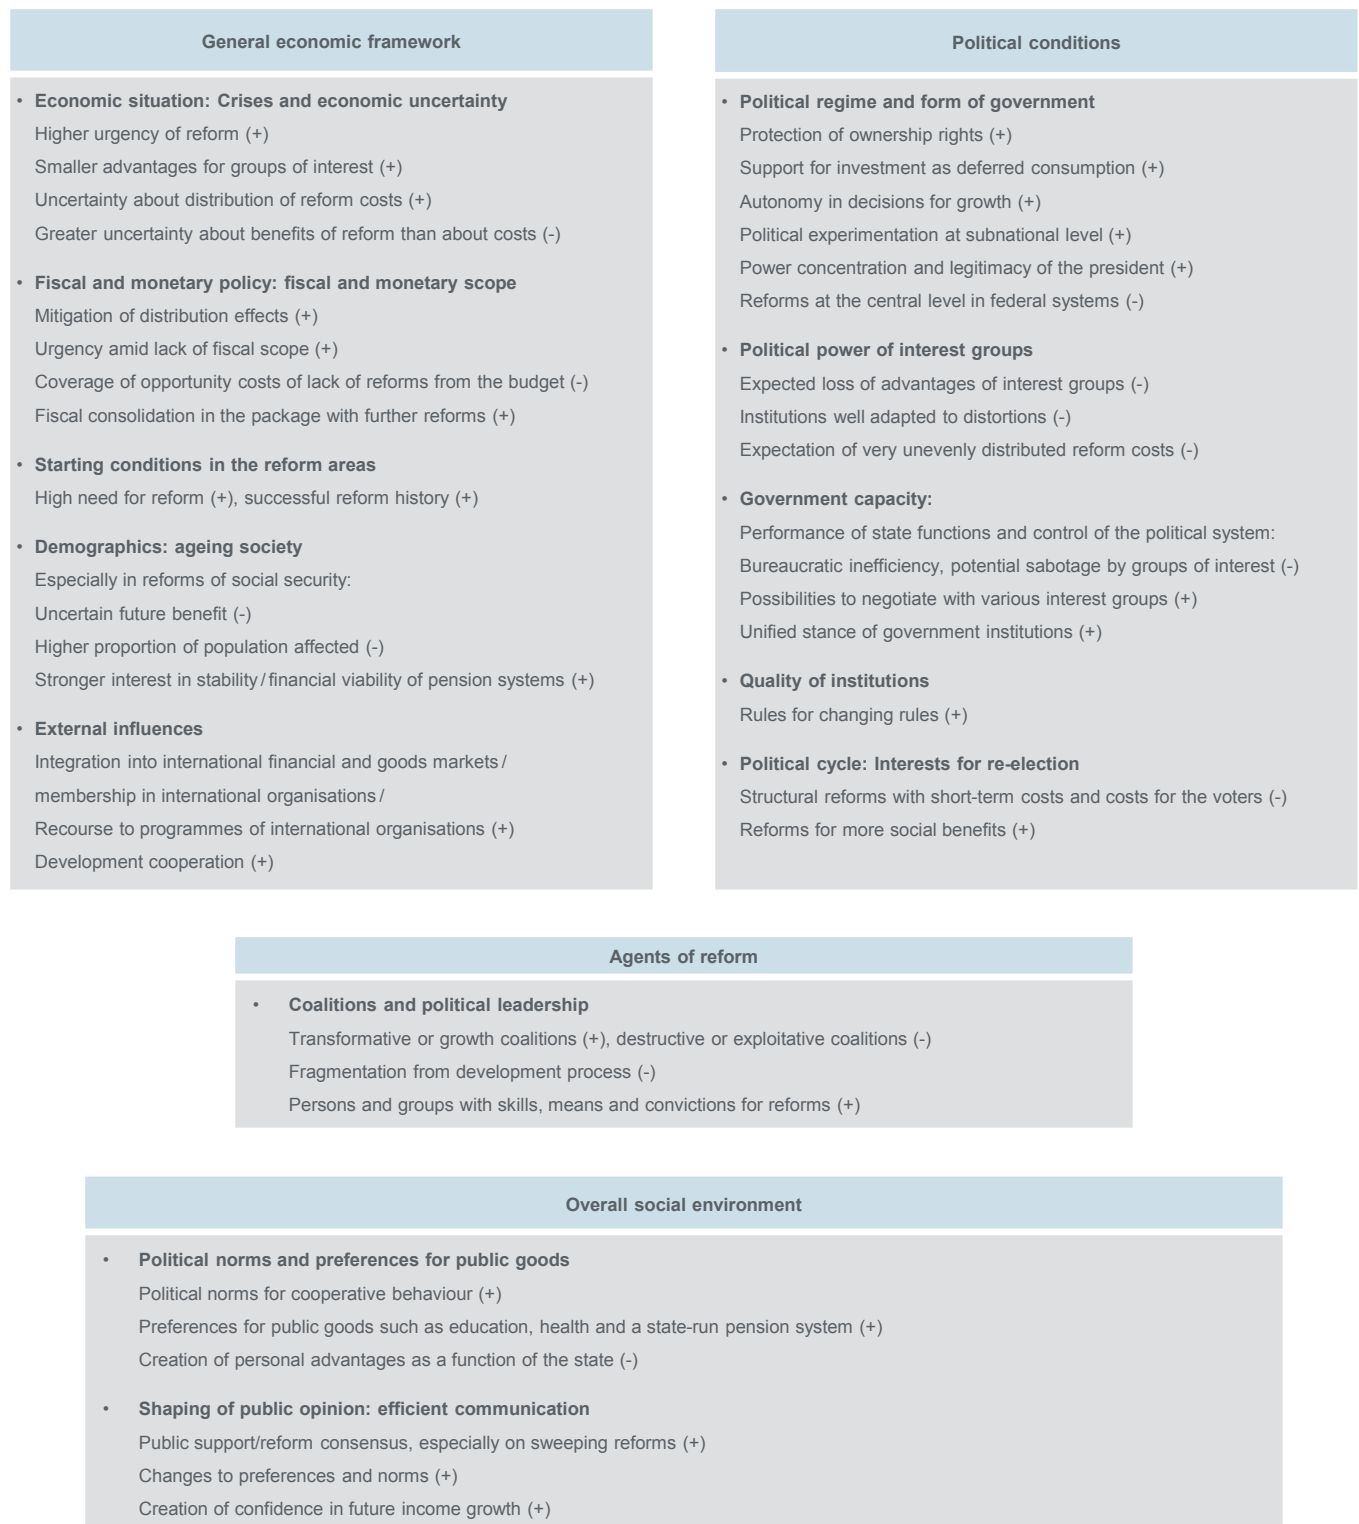 General economic framework
• Economic situation: Crises and economic uncertainty
Higher urgency of reform (+)
Smaller advantages for groups of interest (+)
Uncertainty about distribution of reform costs (+)
Greater uncertainty about benefits of reform than about costs (-)
• Fiscal and monetary policy: fiscal and monetary scope
Mitigation of distribution effects (+)
Urgency amid lack of fiscal scope (+)
Coverage of opportunity costs of lack of reforms from the budget (-)
Fiscal consolidation in the package with further reforms (+)
• Starting conditions in the reform areas
High need for reform (+), successful reform history (+)
• Demographics: ageing society
Especially in reforms of social security:
Uncertain future benefit (-)
Higher proportion of population affected (-)
Stronger interest in stability/financial viability of pension systems (+)
• External influences
Integration into international financial and goods markets/
membership in international organisations/
Recourse to programmes of international organisations (+)
Development cooperation (+)
Political conditions
• Political regime and form of government
Protection of ownership rights (+)
Support for investment as deferred consumption (+)
Autonomy in decisions for growth (+)
Political experimentation at subnational level (+)
Power concentration and legitimacy of the president (+)
Reforms at the central level in federal systems (-)
• Political power of interest groups
Expected loss of advantages of interest groups (-)
Institutions well adapted to distortions (-)
Expectation of very unevenly distributed reform costs (-)
• Government capacity:
Performance of state functions and control of the political system:
Bureaucratic inefficiency, potential sabotage by groups of interest (-)
Possibilities to negotiate with various interest groups (+)
Unified stance of government institutions (+)
• Quality of institutions
Rules for changing rules (+)
• Political cycle: Interests for re-election
Structural reforms with short-term costs and costs for the voters (-)
Reforms for more social benefits (+)
Agents of reform
• Coalitions and political leadership
Transformative or growth coalitions (+), destructive or exploitative coalitions (-)
Fragmentation from development process (-)
Persons and groups with skills, means and convictions for reforms (+)
Overall social environment
• Political norms and preferences for public goods
Political norms for cooperative behaviour (+)
Preferences for public goods such as education, health and a state-run pension system (+)
Creation of personal advantages as a function of the state (-)
• Shaping of public opinion: efficient communication
Public support/reform consensus, especially on sweeping reforms (+)
Changes to preferences and norms (+)
Creation of confidence in future income growth (+)